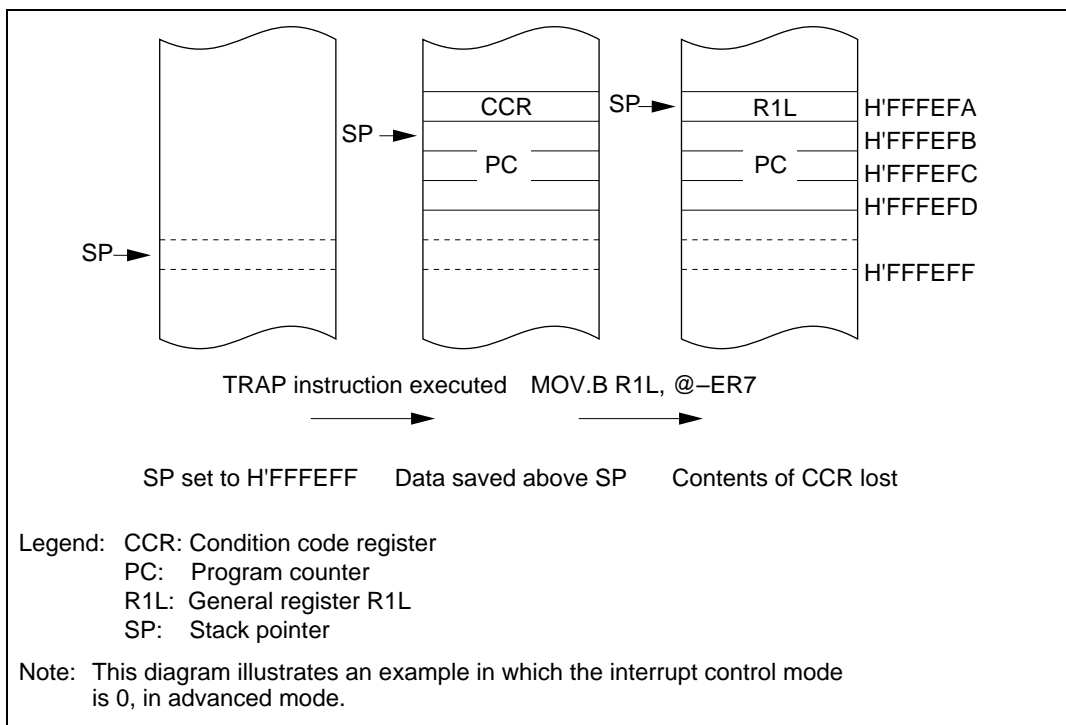 CCR SP R1L H'FFFEFA
SP H'FFFEFB
PC PC H'FFFEFC
H'FFFEFD
SP
H'FFFEFF
TRAP instruction executed MOV.B R1L, @–ER7
SP set to H'FFFEFF Data saved above SP Contents of CCR lost
Legend: CCR: Condition code register
PC: Program counter
R1L: General register R1L
SP: Stack pointer
Note: This diagram illustrates an example in which the interrupt control mode
is 0, in advanced mode.